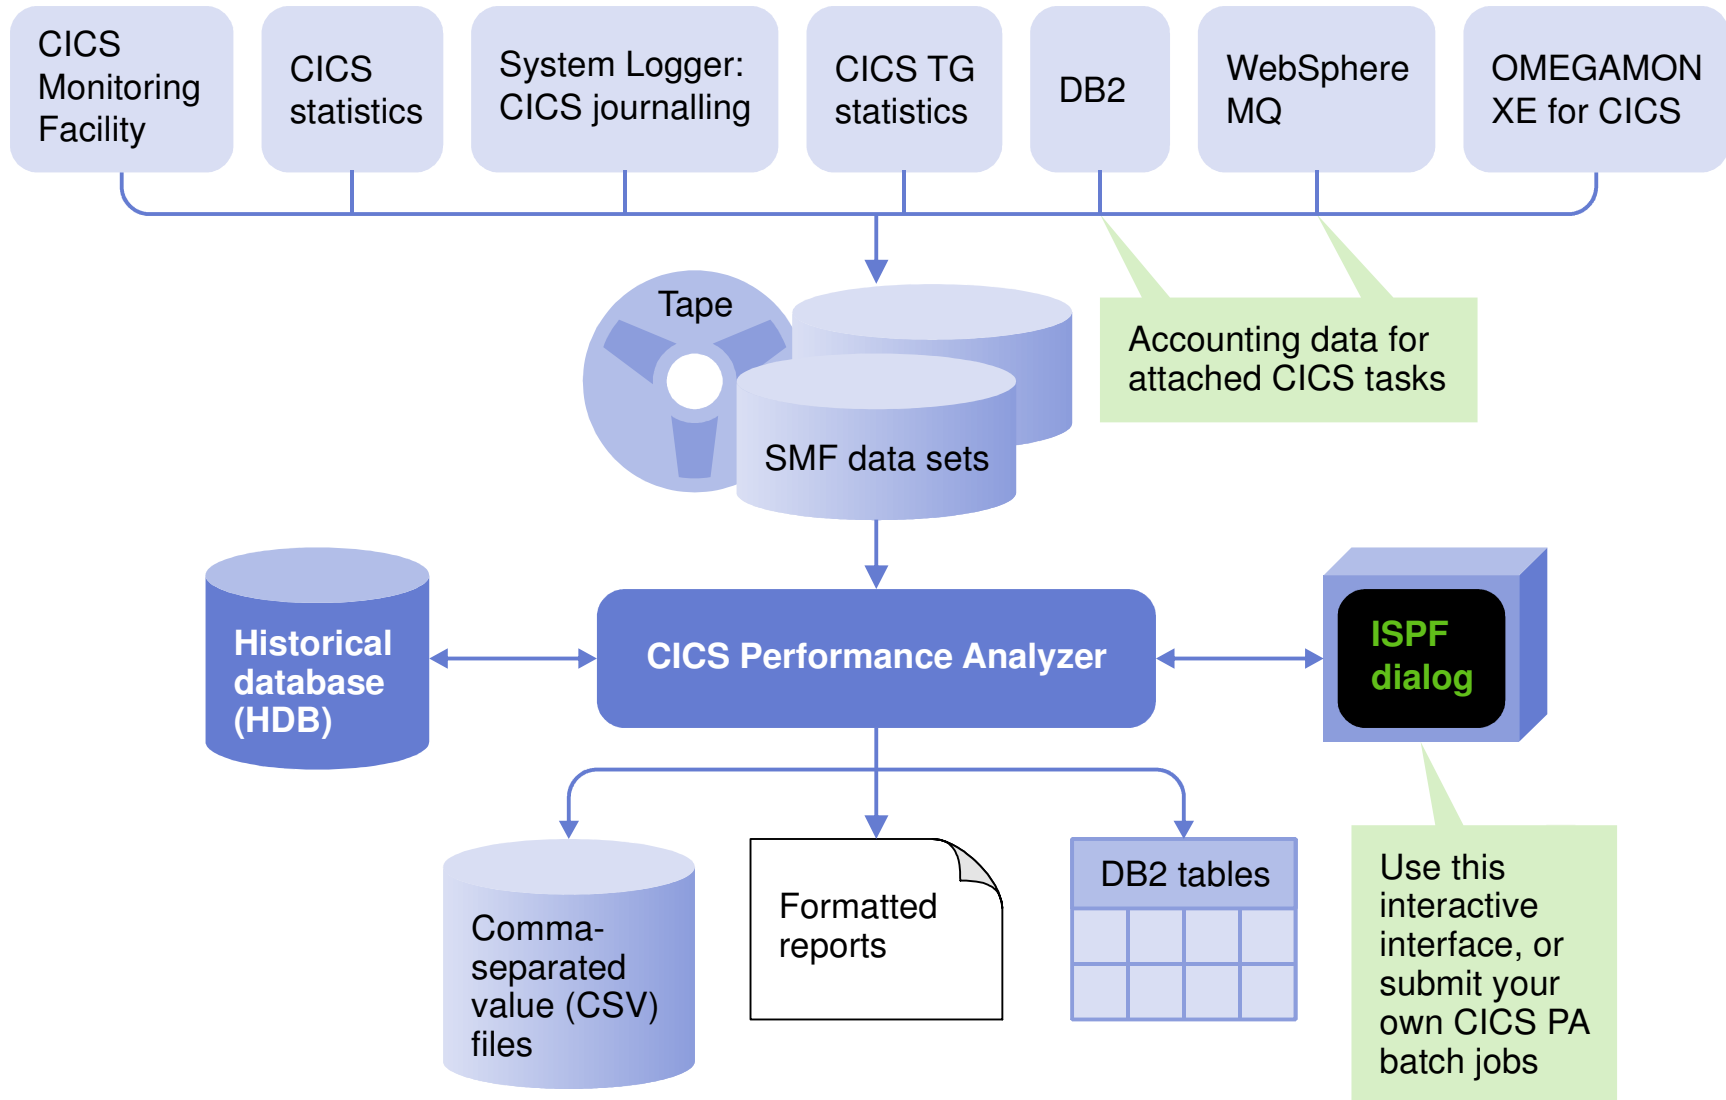 CICS
Monitoring
Facility
CICS
statistics
System Logger:
CICS journalling
CICS TG
statistics
DB2
WebSphere
MQ
OMEGAMON
XE for CICS
Tape
SMF data sets
Accounting data for
attached CICS tasks
Historical
database
(HDB)
CICS Performance Analyzer
ISPF
dialog
Comma-
separated
value (CSV)
files
Formatted
reports
DB2 tables
Use this
interactive
interface, or
submit your
own CICS PA
batch jobs